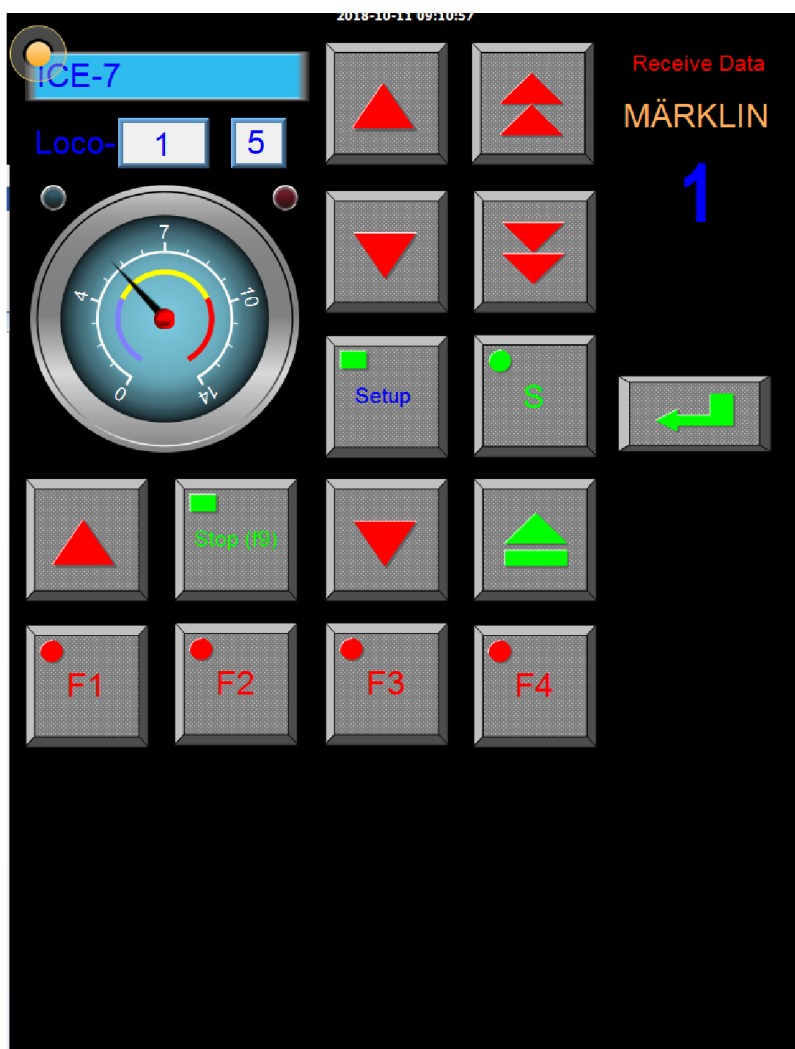 2018-10-11 09:10:57
ICE-7
Receive Data
MÄRKLIN
Loco- 1 5
1
7
4
10
0
14
Setup
S
Stop (f9)
F1 F2 F3 F4